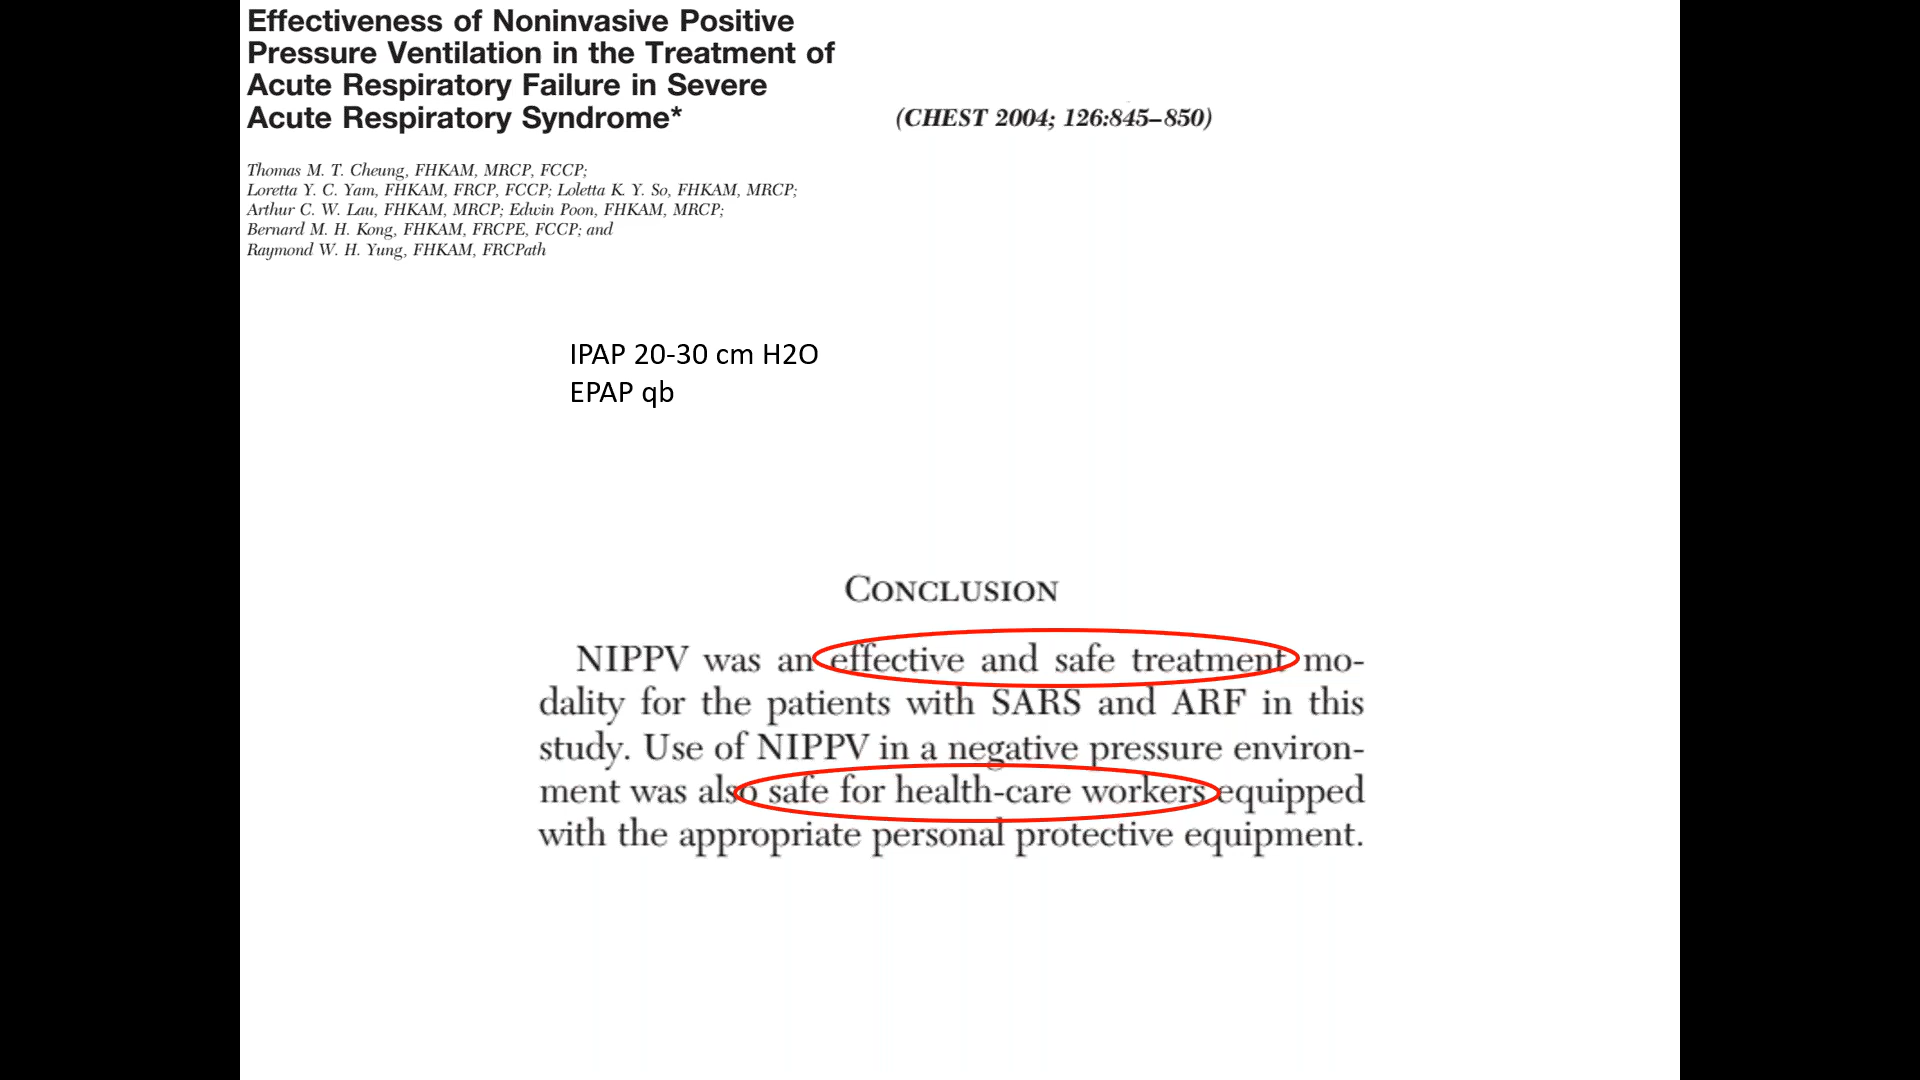 Effectiveness of Noninvasive Positive
Pressure Ventilation in the Treatment of
Acute Respiratory Failure in Severe
Acute Respiratory Syndrome*
(CHEST 2004; 126:845–850)
Thomas M. T. Cheung, FHKAM, MRCP, FCCP;
Loretta Y. C. Yam, FHKAM, FRCP, FCCP; Loletta K. Y. So, FHKAM, MRCP;
Arthur C. W. Lau, FHKAM, MRCP; Edwin Poon, FHKAM, MRCP;
Bernard M. H. Kong, FHKAM, FRCPE, FCCP; and
Raymond W. H. Yung, FHKAM, FRCPath
IPAP 20-30 cm H2O
EPAP qb
CONCLUSION
NIPPV was an effective and safe treatment mo-
dality for the patients with SARS and ARF in this
study. Use of NIPPV in a negative pressure environ-
ment was also safe for health-care workers equipped
with the appropriate personal protective equipment.